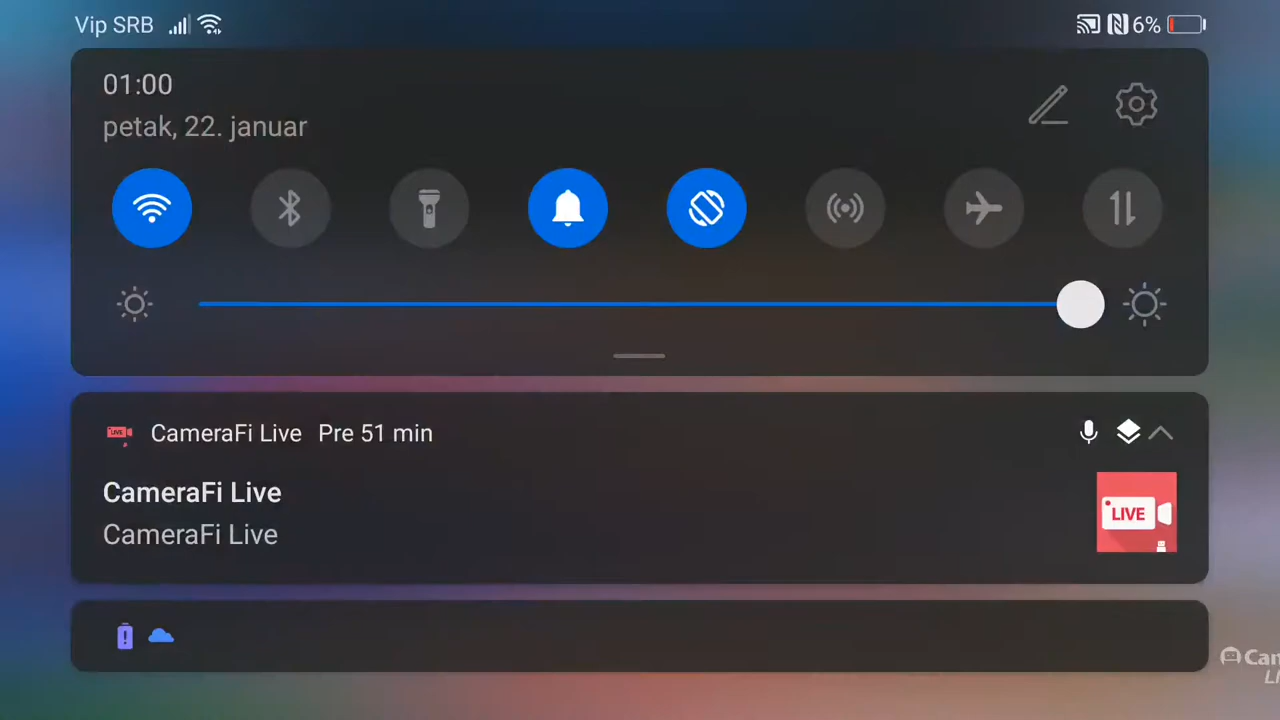 Vip SRB
6%
01:00
petak, 22. januar
CameraFi Live Pre 51 min
CameraFi Live
CameraFi Live
LIVE